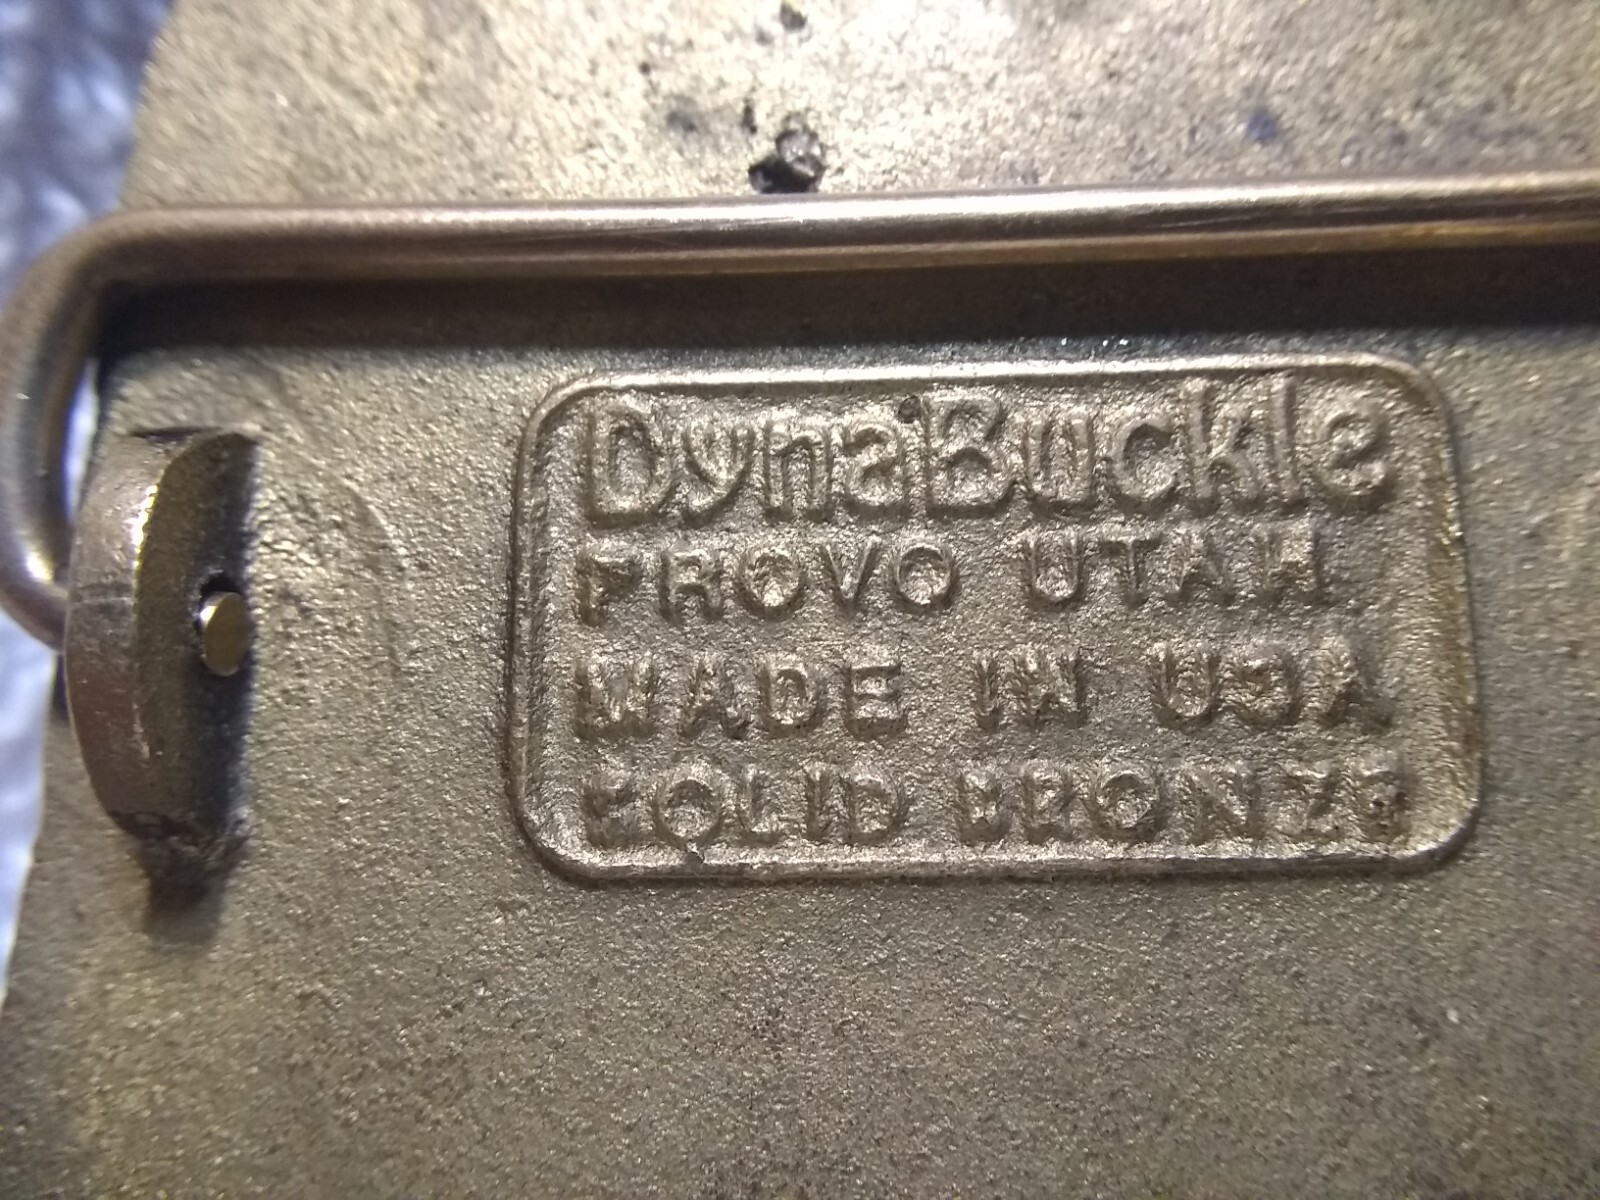 DynaBuckle
PROVO UTAH
MADE IN USA
SOLID BRONZE